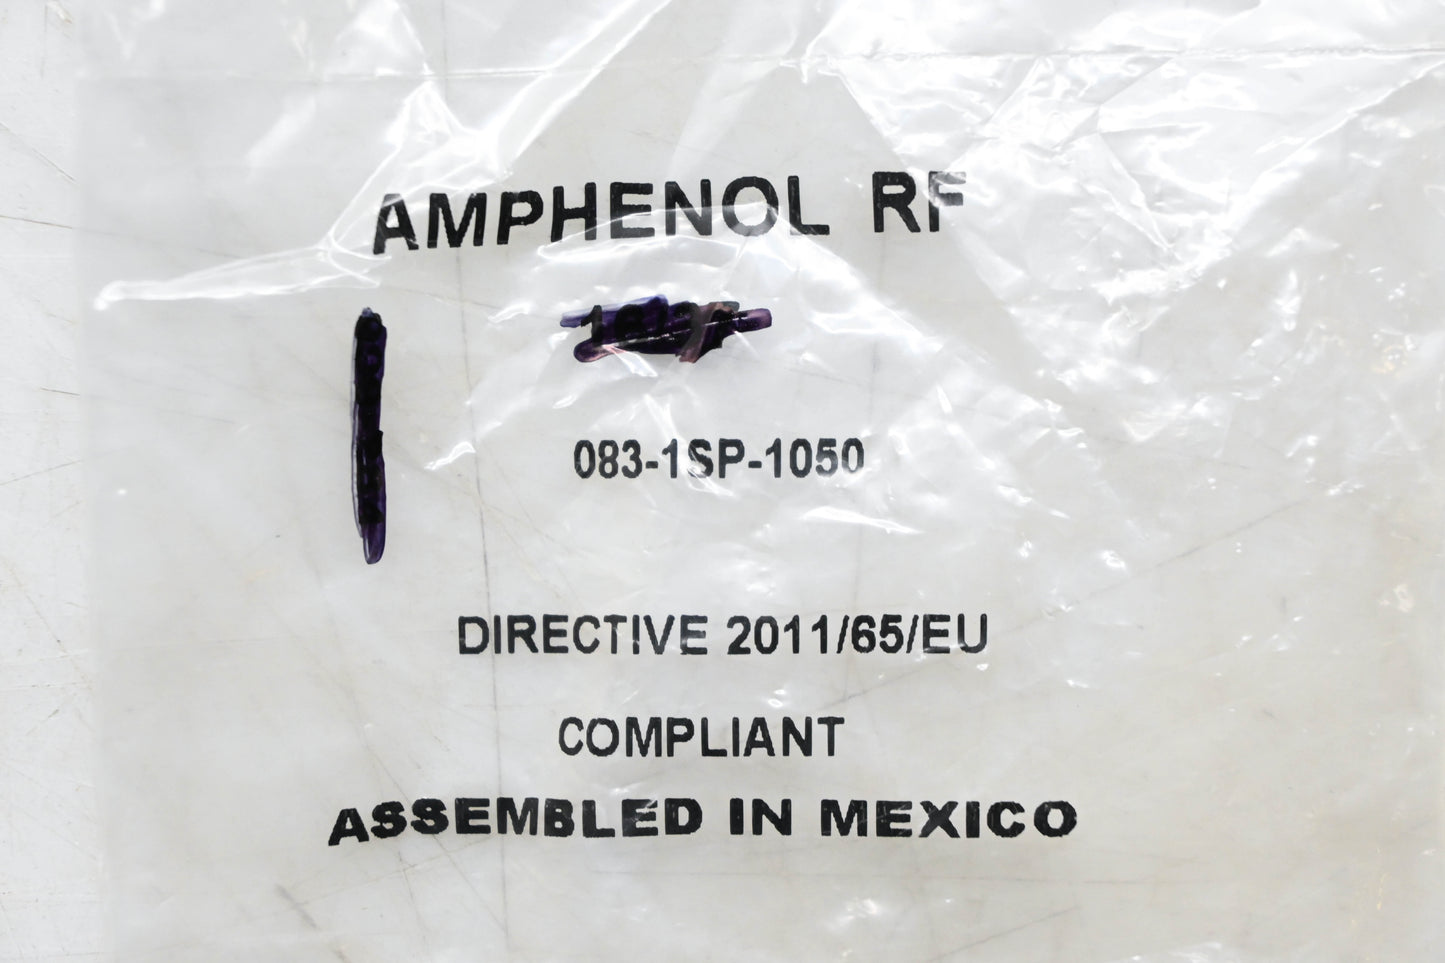 AMPHENOL RF
083-1SP-1050
DIRECTIVE 2011/65/EU
COMPLIANT
ASSEMBLED IN MEXICO